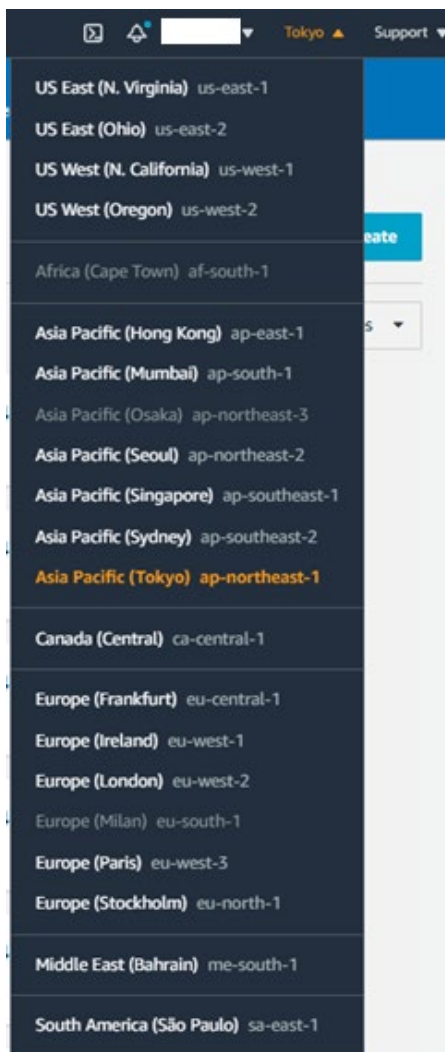 Tokyo Support
US East (N. Virginia) us-east-1
US East (Ohio) us-east-2
US West (N. California) us-west-1
US West (Oregon) us-west-2
eate
Africa (Cape Town) af-south-1
Asia Pacific (Hong Kong) ap-east-1
s
Asia Pacific (Mumbai) ap-south-1
Asia Pacific (Osaka) ap-northeast-3
Asia Pacific (Seoul) ap-northeast-2
Asia Pacific (Singapore) ap-southeast-1
Asia Pacific (Sydney) ap-southeast-2
Asia Pacific (Tokyo) ap-northeast-1
Canada (Central) ca-central-1
Europe (Frankfurt) eu-central-1
Europe (Ireland) eu-west-1
Europe (London) eu-west-2
Europe (Milan) eu-south-1
Europe (Paris) eu-west-3
Europe (Stockholm) eu-north-1
Middle East (Bahrain) me-south-1
South America (São Paulo) sa-east-1